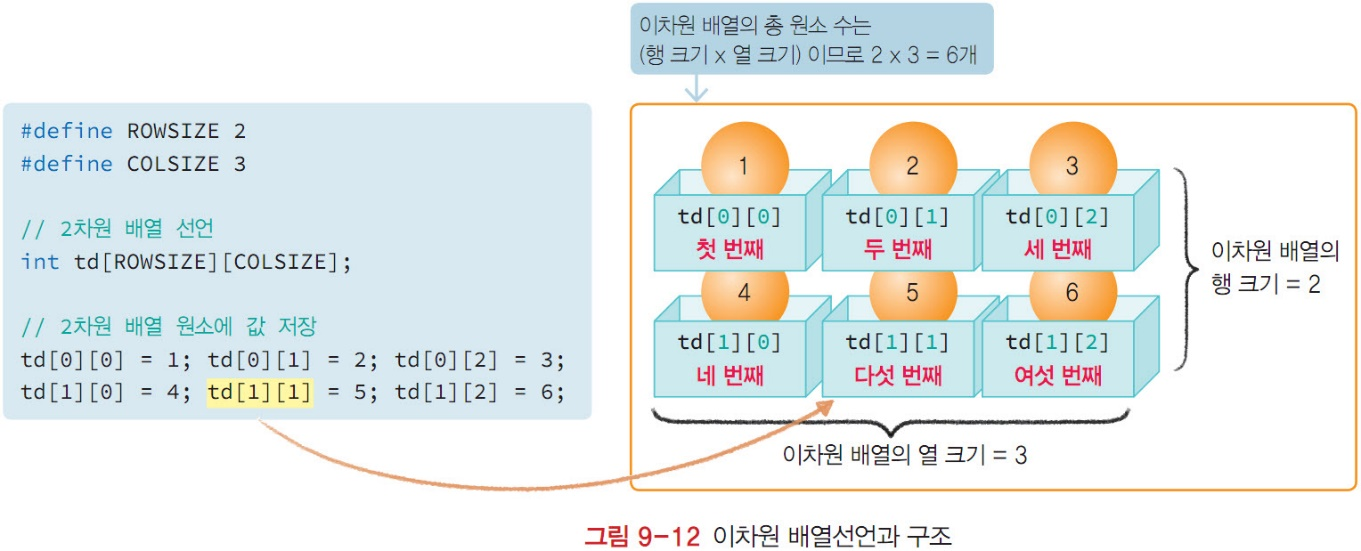 이차원 배열의 총 원소 수는
(행 크기 x 열 크기) 이므로 2 x 3 = 6개
#define ROWSIZE 2
#define COLSIZE 3
// 2차원 배열 선언
int td[ROWSIZE][COLSIZE];
// 2차원 배열 원소에 값 저장
td[0][0] = 1; td[0][1] = 2; td[0][2] = 3;
td[1][0] = 4; td[1][1] = 5; td[1][2] = 6;
1 2 3
td[0][0] td[0][1] td[0][2]
첫 번째 두 번째 세 번째
4 5 6
td[1][0] td[1][1] td[1][2]
네 번째 다섯 번째 여섯 번째
이차원 배열의
행 크기 = 2
이차원 배열의 열 크기 = 3
그림 9-12 이차원 배열선언과 구조